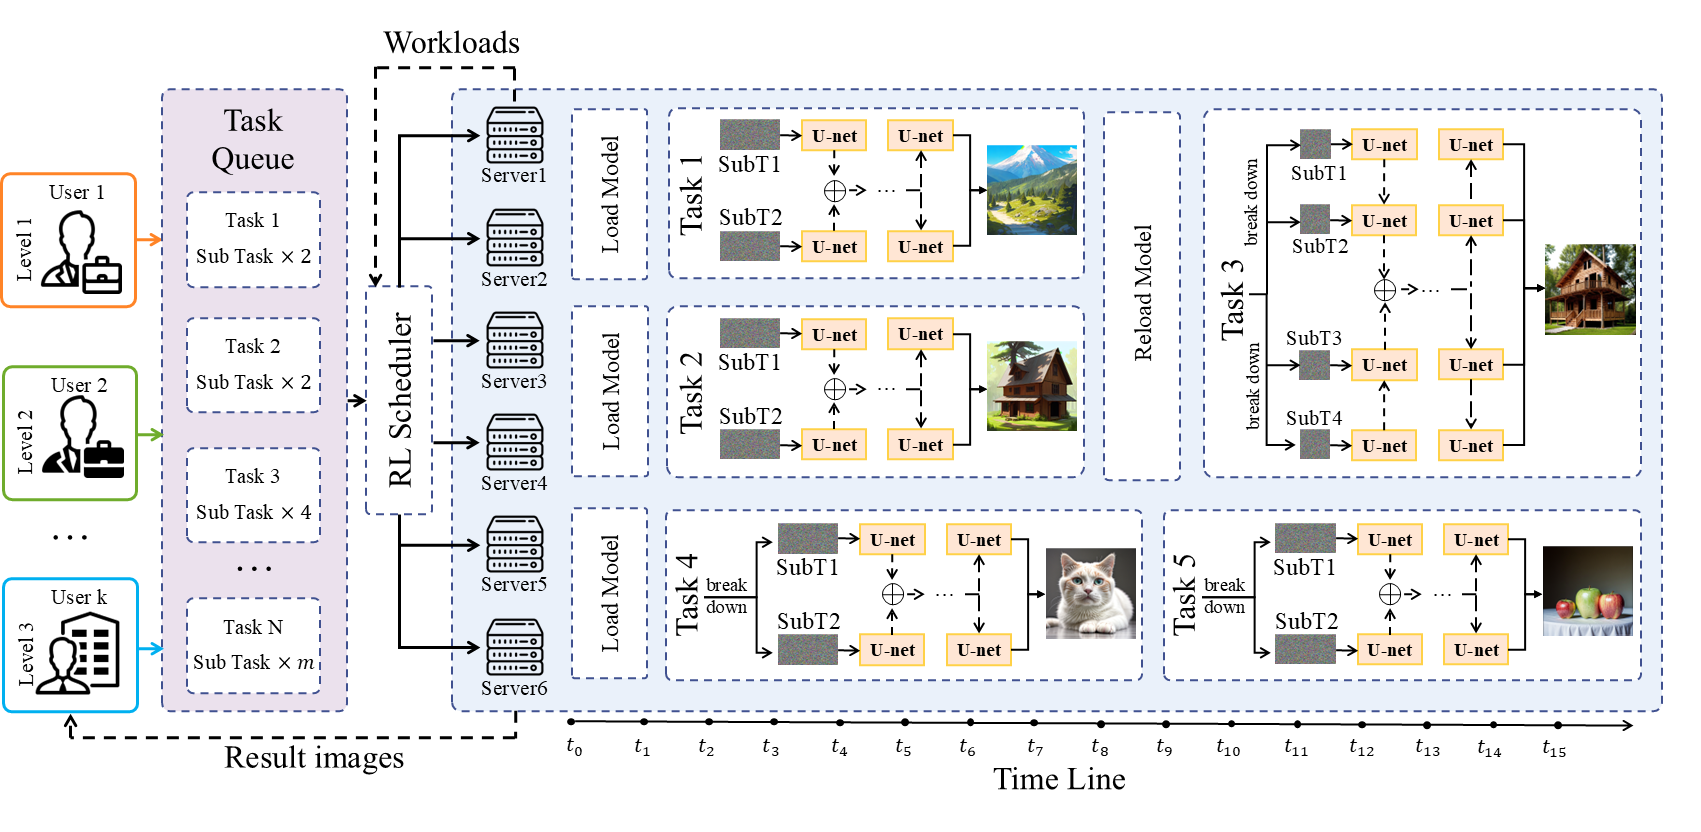 Workloads
Task
Queue
User 1
Level 1
User 2
Level 2
...
User k
Level 3
Task 1
Sub Task × 2
Task 2
Sub Task × 2
Task 3
Sub Task × 4
...
Task N
Sub Task × m
RL Scheduler
Server1
Server2
Server3
Server4
Server5
Server6
Load Model
Task 1
SubT1
SubT2
U-net
U-net
...
U-net
U-net
Load Model
Task 2
SubT1
SubT2
U-net
U-net
...
U-net
U-net
Reload Model
Task 3
break down
break down
SubT1
SubT2
SubT3
SubT4
U-net
U-net
U-net
U-net
...
U-net
U-net
U-net
U-net
Load Model
Task 4
break
down
SubT1
SubT2
U-net
U-net
...
U-net
U-net
Task 5
break
down
SubT1
SubT2
U-net
U-net
...
U-net
U-net
t0 t1 t2 t3 t4 t5 t6 t7 t8 t9 t10 t11 t12 t13 t14 t15
Time Line
Result images